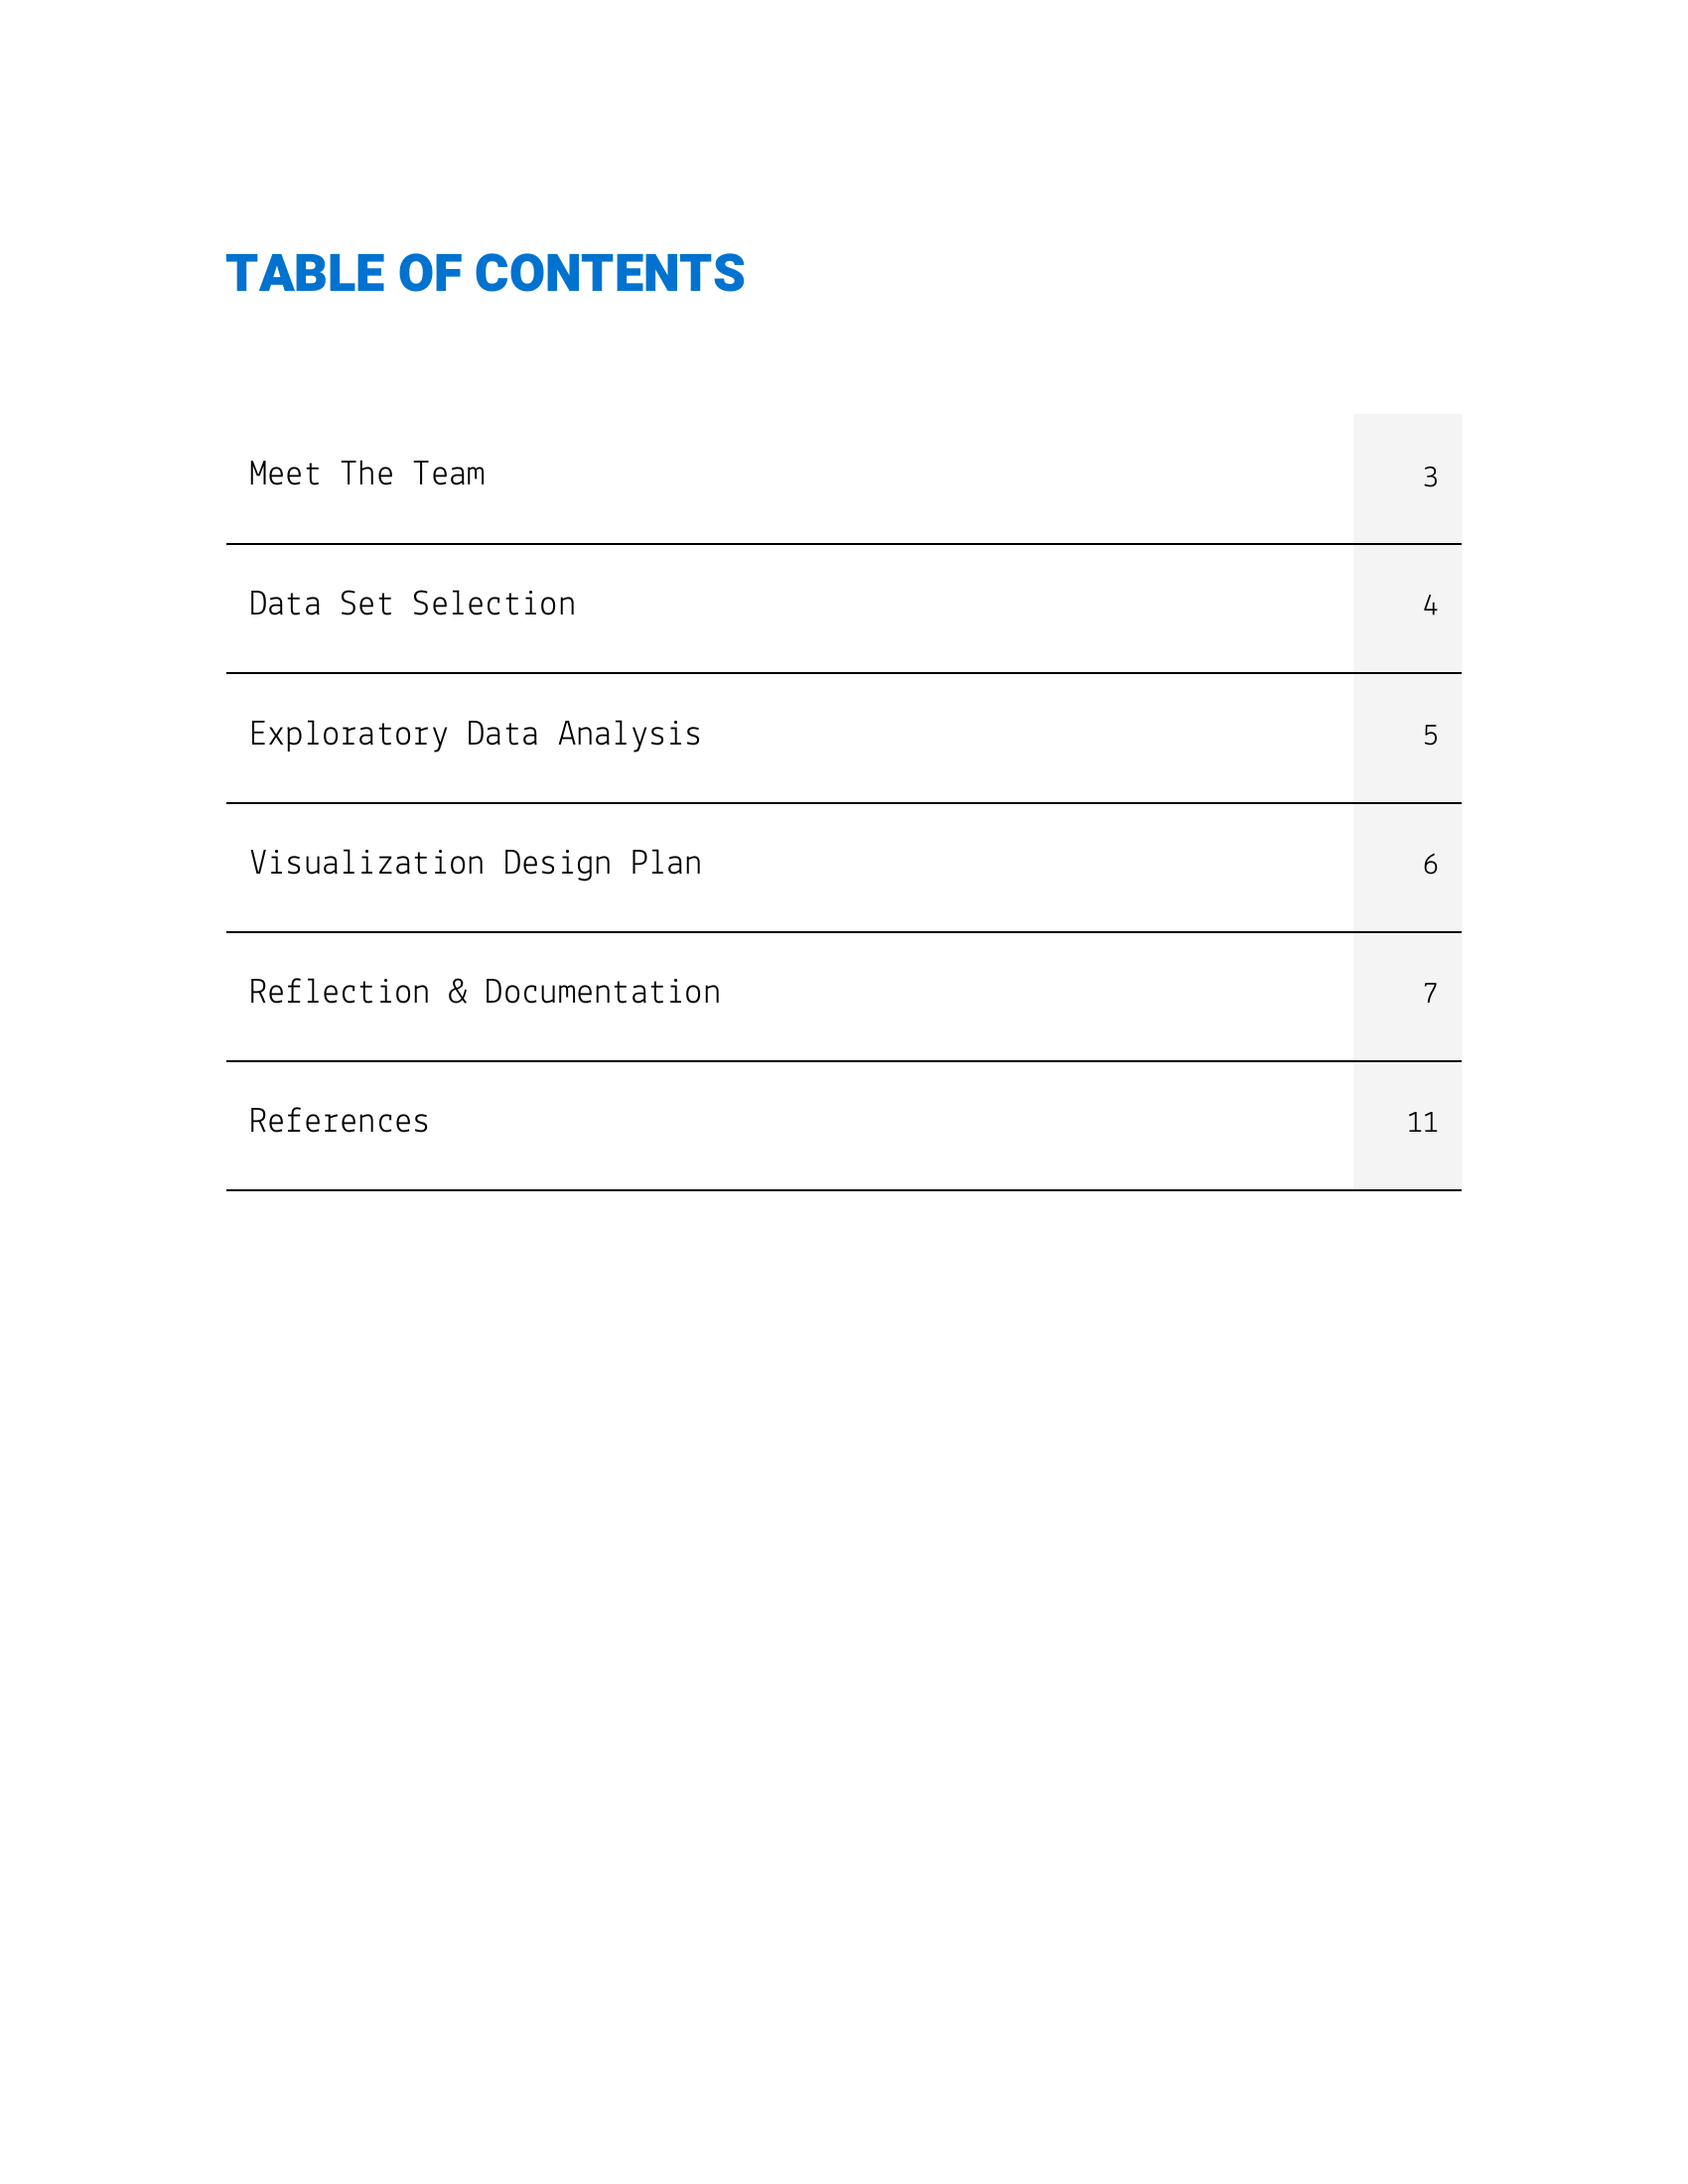 TABLE OF CONTENTS
Meet The Team 3
Data Set Selection 4
Exploratory Data Analysis 5
Visualization Design Plan 6
Reflection & Documentation 7
References 11